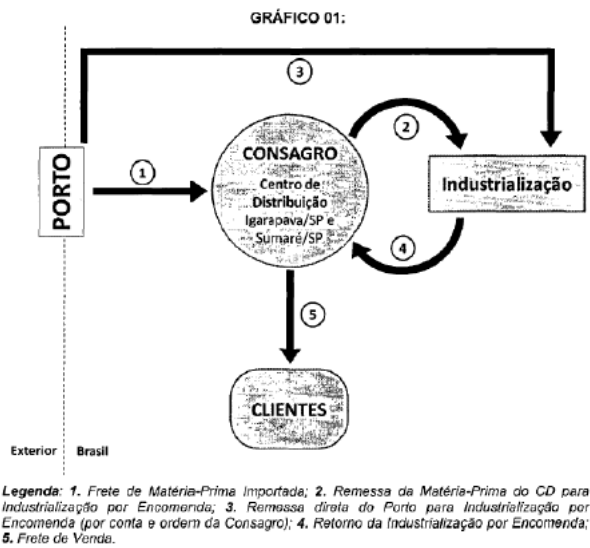 GRÁFICO 01:
3
CONSAGRO
Centro de
Distribuição
Igarapava/SP e
Sumaré/SP
2
Industrialização
PORTO
1
4
5
CLIENTES
Exterior Brasil
Legenda: 1. Frete de Matéria-Prima Importada; 2. Remessa da Matéria-Prima do CD para
Industrialização por Encomenda; 3. Remessa direta do Porto para Industrialização por
Encomenda (por conta e ordem da Consagro); 4. Retorno da Industrialização por Encomenda;
5. Frete de Venda.